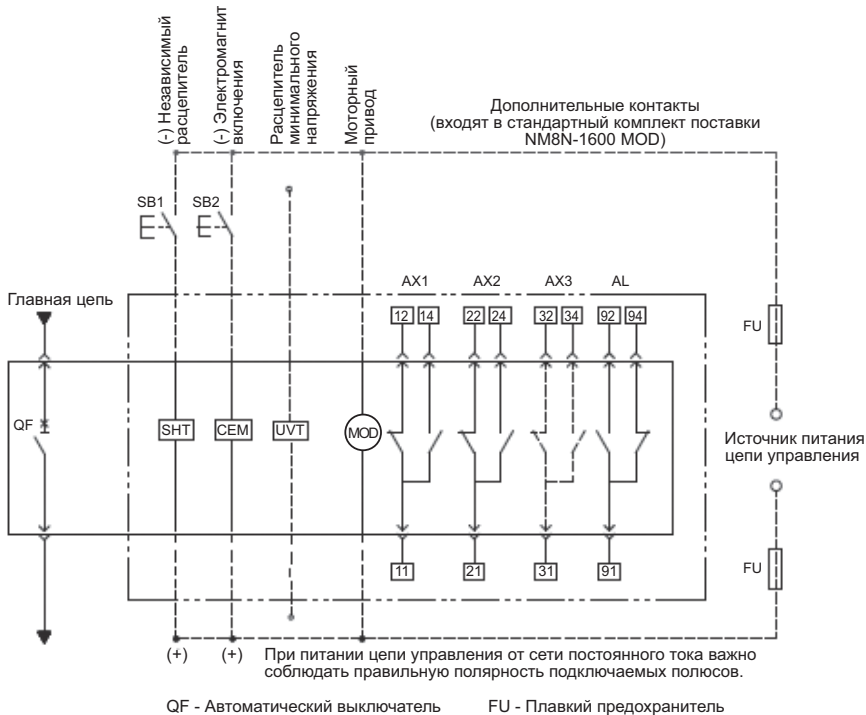 (-) Независимый
расцепитель
(-) Электромагнит
включения
Расцепитель
минимального
напряжения
Моторный
привод
Дополнительные контакты
(входят в стандартный комплект поставки
NM8N-1600 MOD)
SB1
SB2
Главная цепь
AX1
AX2
AX3
AL
12
14
22
24
32
34
92
94
FU
QF
SHT
CEM
UVT
MOD
Источник питания
цепи управления
11
21
31
91
FU
(+)
(+)
При питании цепи управления от сети постоянного тока важно
соблюдать правильную полярность подключаемых полюсов.
QF - Автоматический выключатель
FU - Плавкий предохранитель